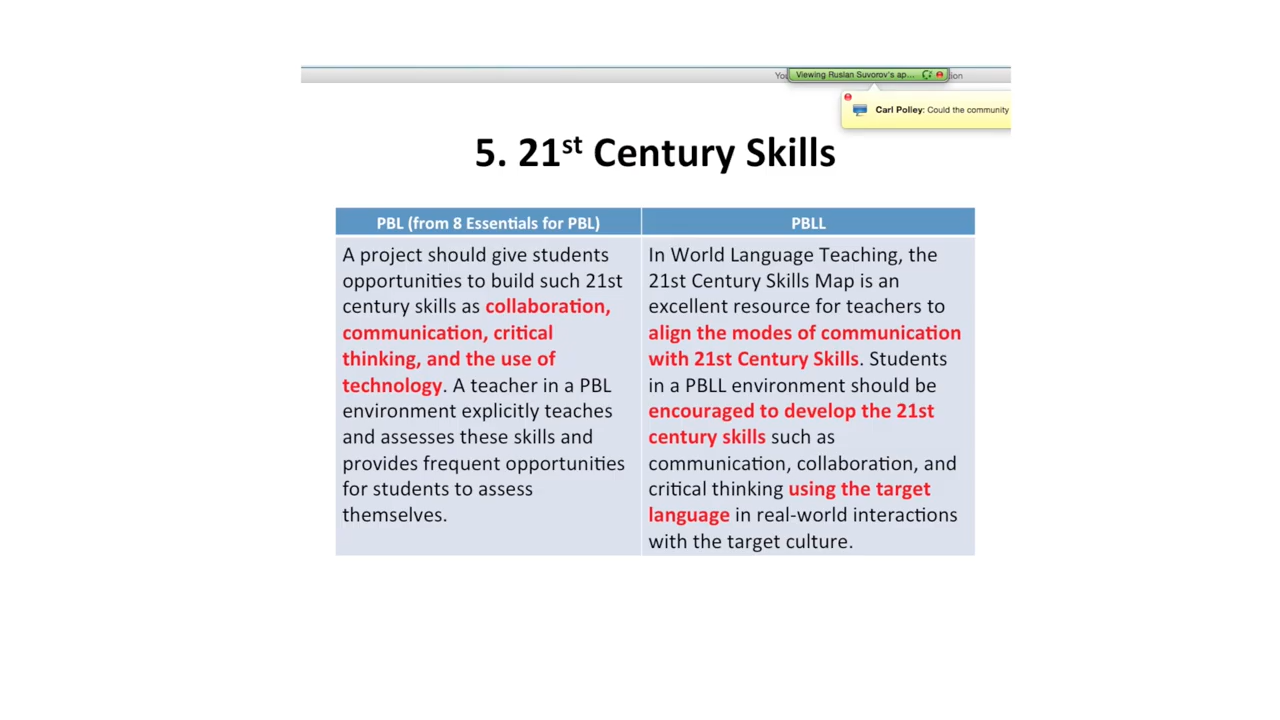 You
Viewing Ruslan Suvorov's ap...
ion
Carl Polley: Could the community
5. 21st Century Skills
PBL (from 8 Essentials for PBL)
A project should give students
opportunities to build such 21st
century skills as collaboration,
communication, critical
thinking, and the use of
technology. A teacher in a PBL
environment explicitly teaches
and assesses these skills and
provides frequent opportunities
for students to assess
themselves.
PBLL
In World Language Teaching, the
21st Century Skills Map is an
excellent resource for teachers to
align the modes of communication
with 21st Century Skills. Students
in a PBLL environment should be
encouraged to develop the 21st
century skills such as
communication, collaboration, and
critical thinking using the target
language in real-world interactions
with the target culture.